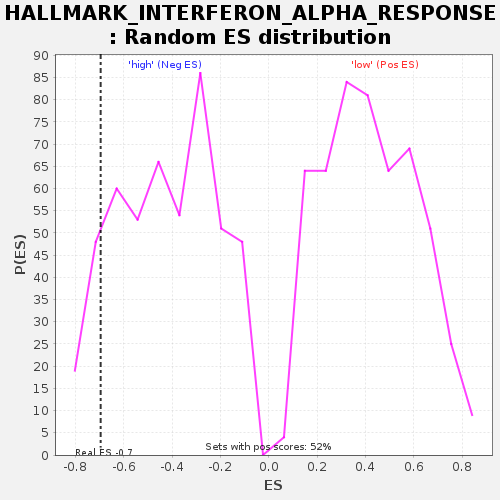 HALLMARK_INTERFERON_ALPHA_RESPONSE
: Random ES distribution
'high' (Neg ES)
'low' (Pos ES)
90
85
80
75
70
65
60
55
50
45
40
35
30
25
20
15
10
5
0
P(ES)
Real ES -0.7
Sets with pos scores: 52%
-0.8 -0.6 -0.4 -0.2 0.0 0.2 0.4 0.6 0.8
ES